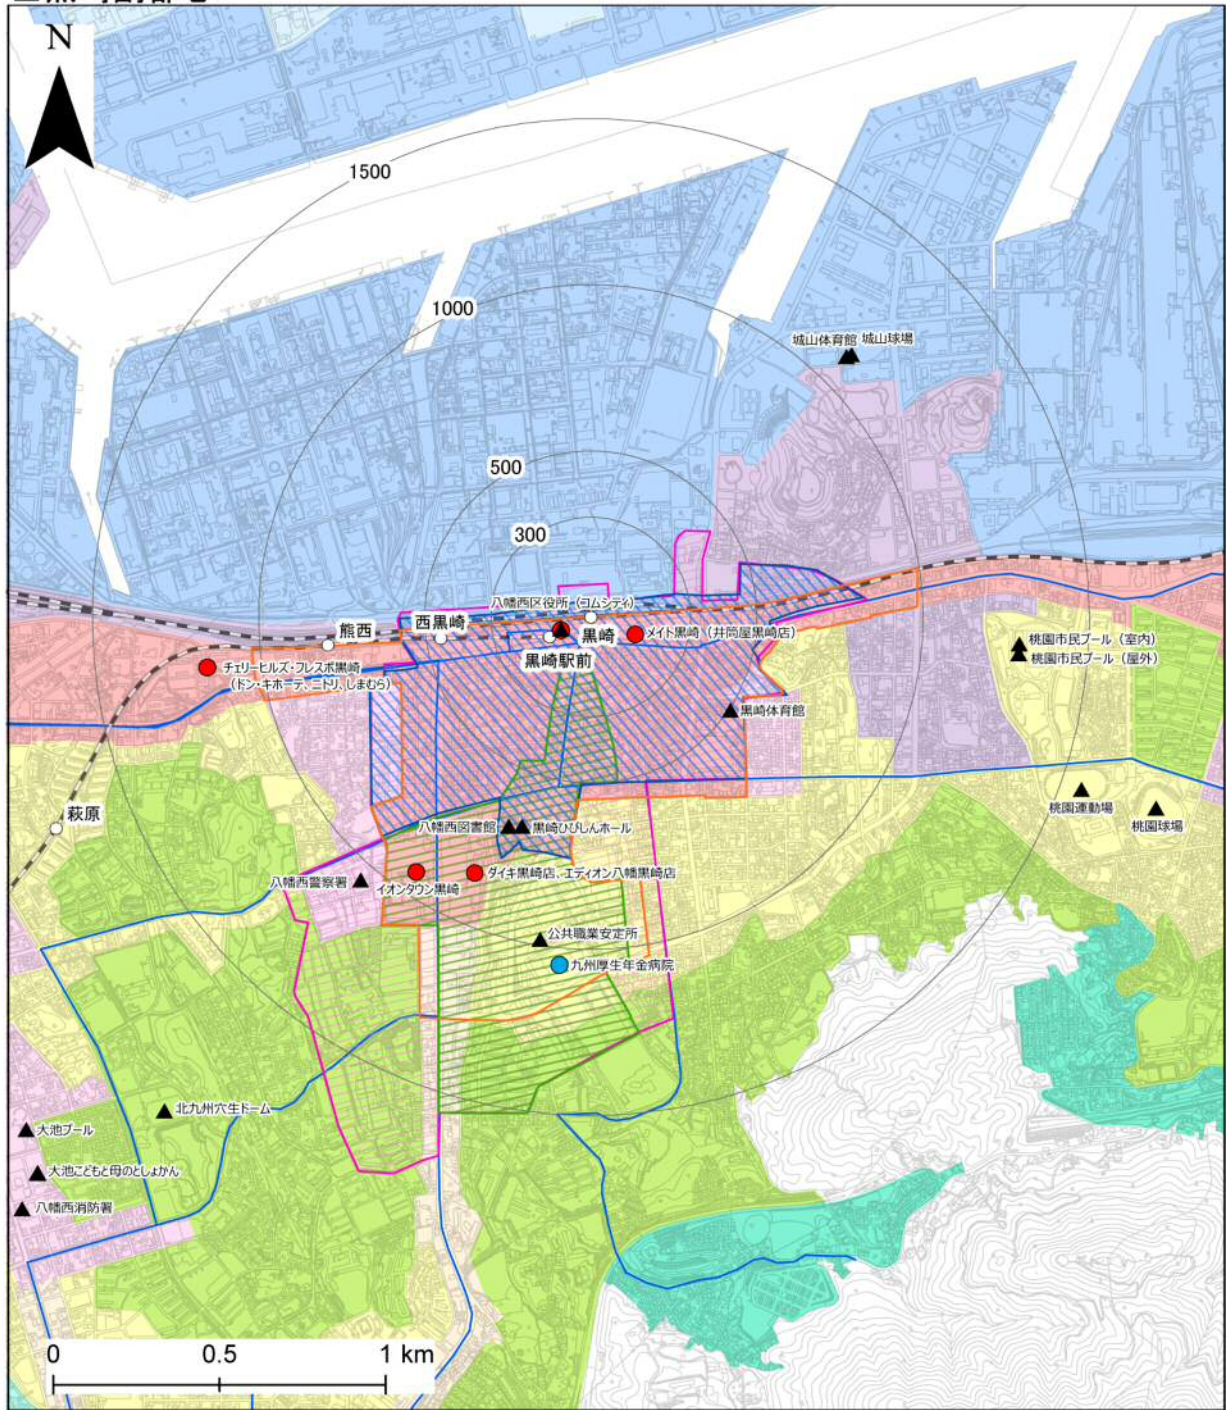 N
1500
1000
城山体育館 城山球場
500
300
八幡西区役所（コムシティ）
熊西
西黒崎
黒崎
メイト黒崎（井筒屋黒崎店）
黒崎駅前
桃園市民プール（室内）
桃園市民プール（屋外）
チェリーヒルズ・フレスポ黒崎
（ドン・キホーテ、ニトリ、しまむら）
黒崎体育館
桃園運動場
桃園球場
萩原
八幡西図書館
黒崎ひびしんホール
八幡西警察署
イオンタウン黒崎
ダイキ黒崎店、エディオン八幡黒崎店
公共職業安定所
九州厚生年金病院
北九州穴生ドーム
大池プール
大池こどもと母のとしょかん
八幡西消防署
0 0.5 1 km